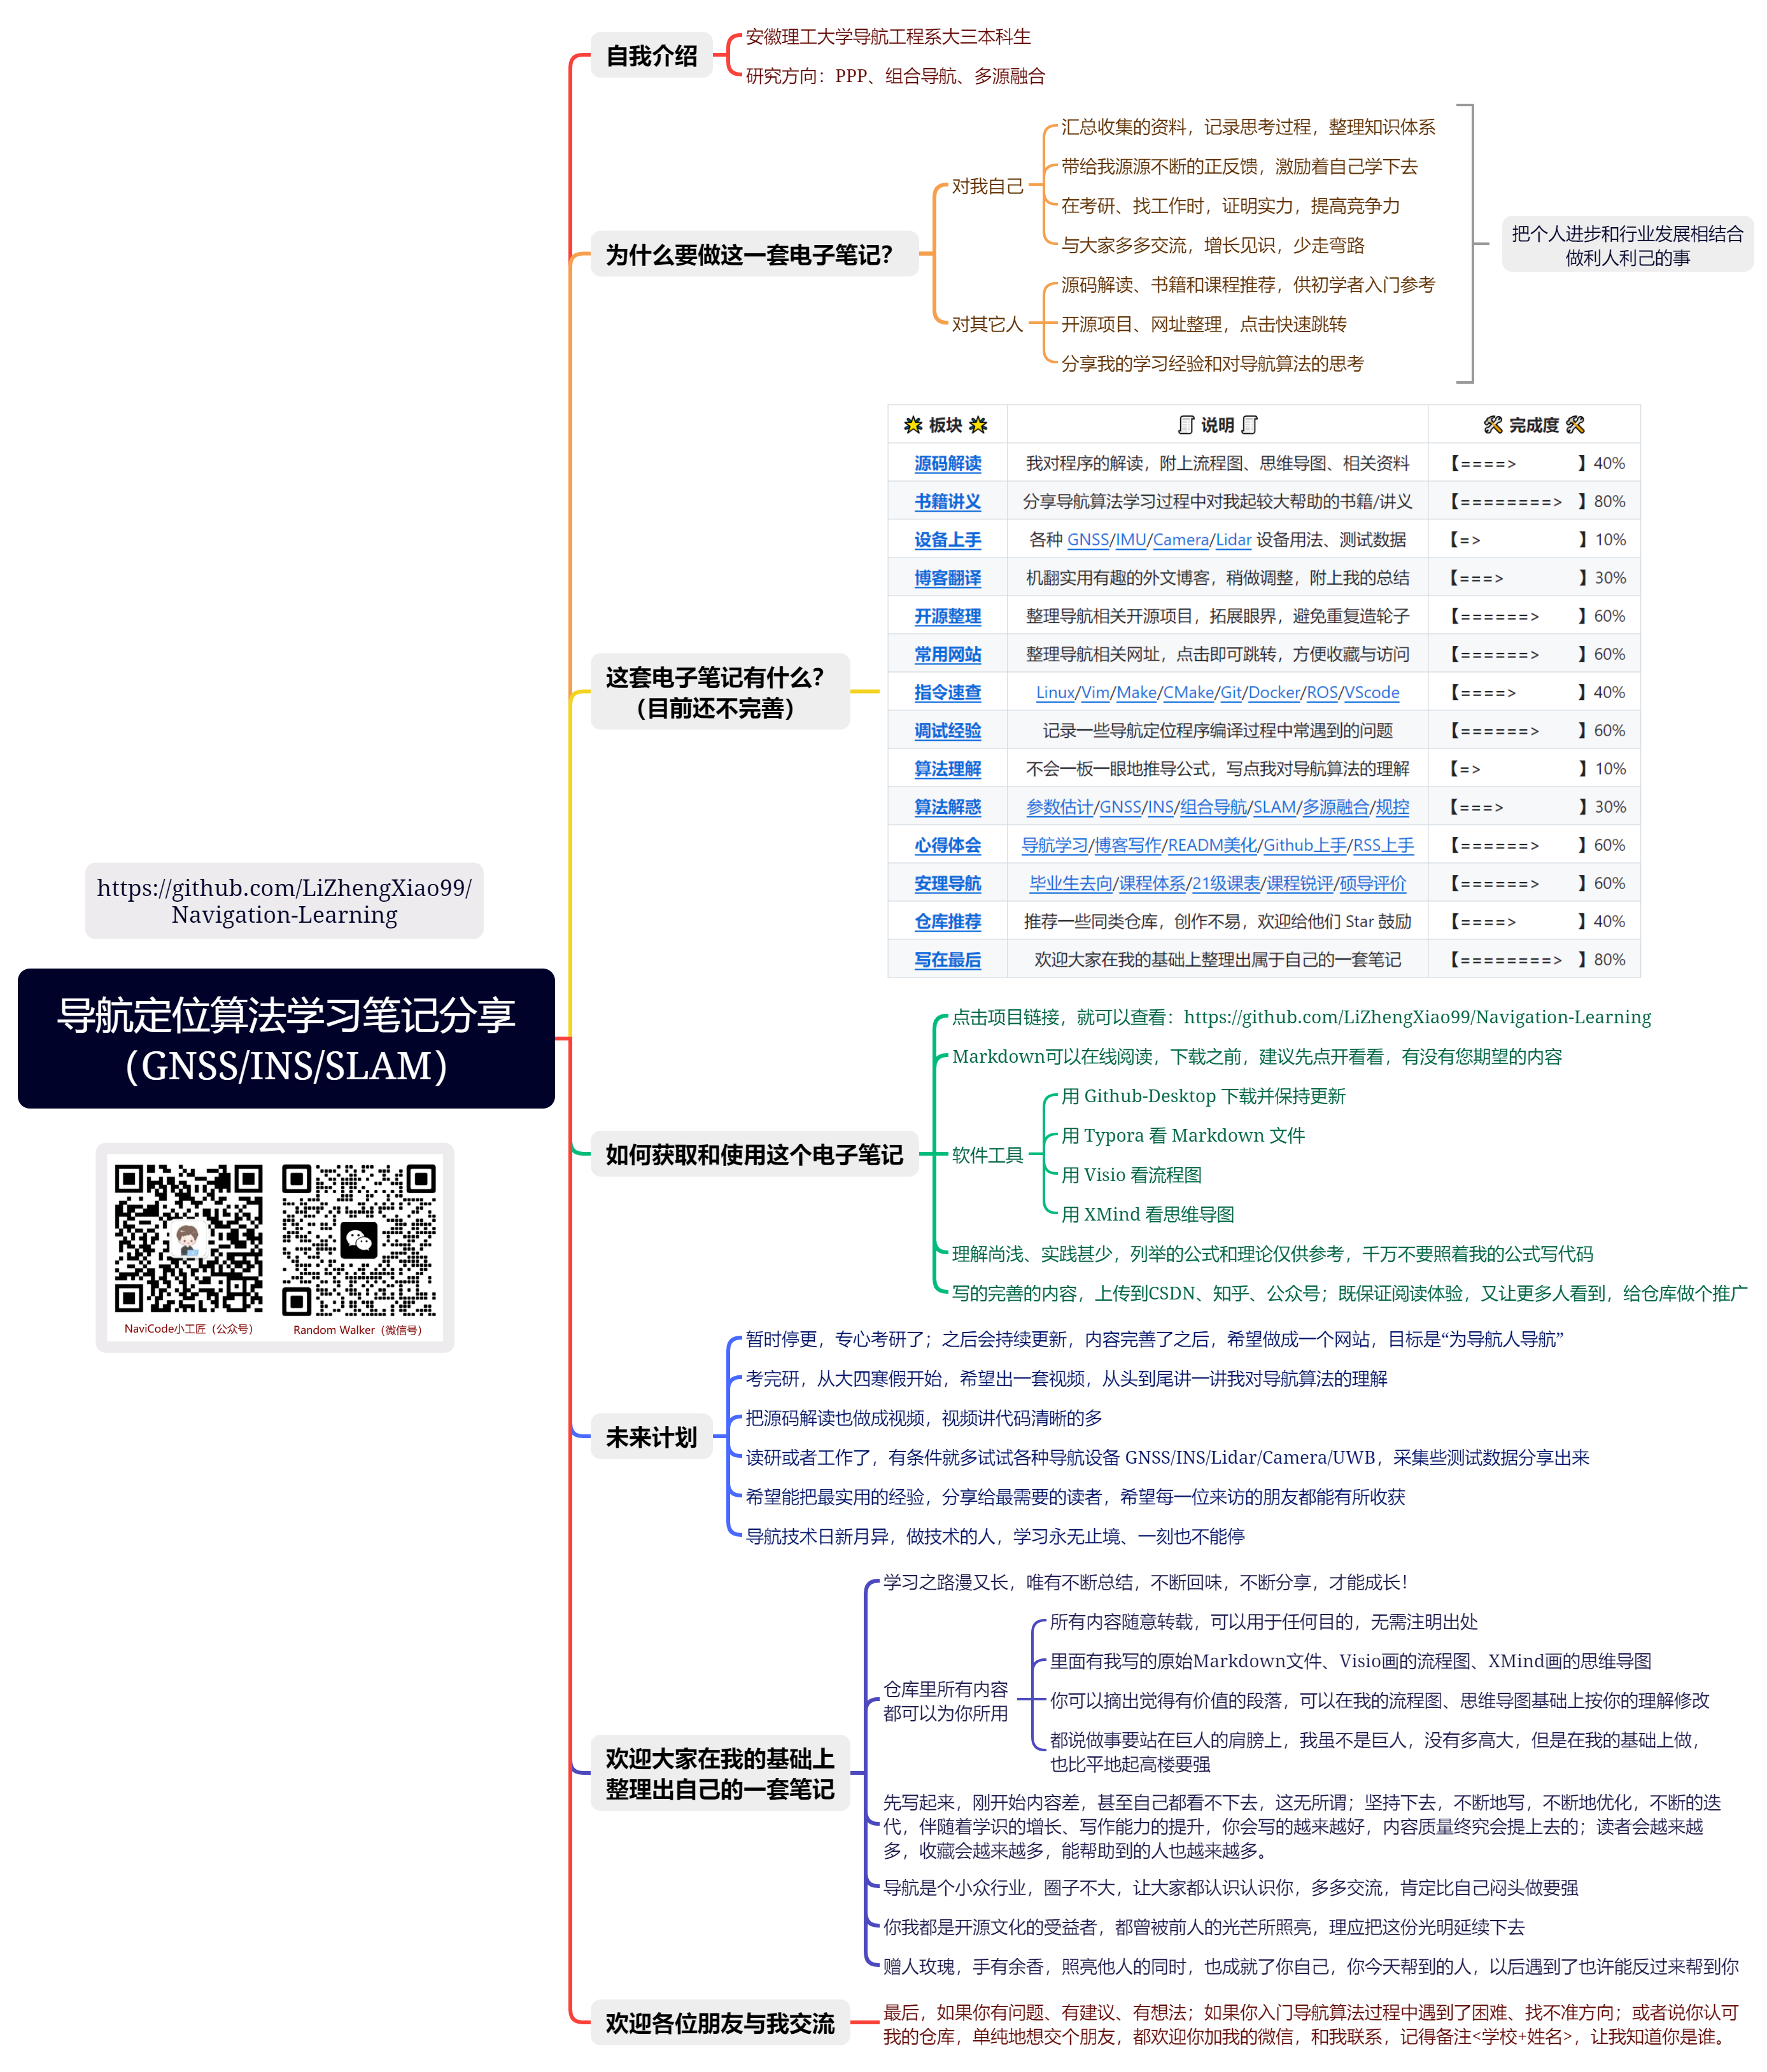 https://github.com/LiZhengXiao99/
Navigation-Learning
导航定位算法学习笔记分享
（GNSS/INS/SLAM）
NaviCode小工匠（公众号）
Random Walker（微信号）
自我介绍
安徽理工大学导航工程系大三本科生
研究方向：PPP、组合导航、多源融合
为什么要做这一套电子笔记？
对我自己
汇总收集的资料，记录思考过程，整理知识体系
带给我源源不断的正反馈，激励着自己学下去
在考研、找工作时，证明实力，提高竞争力
与大家多多交流，增长见识，少走弯路
对其它人
源码解读、书籍和课程推荐，供初学者入门参考
开源项目、网址整理，点击快速跳转
分享我的学习经验和对导航算法的思考
把个人进步和行业发展相结合
做利人利己的事
这套电子笔记有什么？
（目前还不完善）
🌟 板块 🌟 📜 说明 📜 🛠 完成度 🛠
源码解读 我对程序的解读，附上流程图、思维导图、相关资料 【====> 】40%
书籍讲义 分享导航算法学习过程中对我起较大帮助的书籍/讲义 【========> 】80%
设备上手 各种 GNSS/IMU/Camera/Lidar 设备用法、测试数据 【=> 】10%
博客翻译 机翻实用有趣的外文博客，稍做调整，附上我的总结 【===> 】30%
开源整理 整理导航相关开源项目，拓展眼界，避免重复造轮子 【======> 】60%
常用网站 整理导航相关网址，点击即可跳转，方便收藏与访问 【======> 】60%
指令速查 Linux/Vim/Make/CMake/Git/Docker/ROS/VScode 【====> 】40%
调试经验 记录一些导航定位程序编译过程中常遇到的问题 【======> 】60%
算法理解 不会一板一眼地推导公式，写点我对导航算法的理解 【=> 】10%
算法解惑 参数估计/GNSS/INS/组合导航/SLAM/多源融合/规控 【===> 】30%
心得体会 导航学习/博客写作/READM美化/Github上手/RSS上手 【======> 】60%
安理导航 毕业生去向/课程体系/21级课表/课程锐评/硕导评价 【======> 】60%
仓库推荐 推荐一些同类仓库，创作不易，欢迎给他们 Star 鼓励 【====> 】40%
写在最后 欢迎大家在我的基础上整理出属于自己的一套笔记 【========> 】80%
如何获取和使用这个电子笔记
点击项目链接，就可以查看：https://github.com/LiZhengXiao99/Navigation-Learning
Markdown可以在线阅读，下载之前，建议先点开看看，有没有您期望的内容
软件工具
用 Github-Desktop 下载并保持更新
用 Typora 看 Markdown 文件
用 Visio 看流程图
用 XMind 看思维导图
理解尚浅、实践甚少，列举的公式和理论仅供参考，千万不要照着我的公式写代码
写的完善的内容，上传到CSDN、知乎、公众号；既保证阅读体验，又让更多人看到，给仓库做个推广
未来计划
暂时停更，专心考研了；之后会持续更新，内容完善了之后，希望做成一个网站，目标是“为导航人导航”
考完研，从大四寒假开始，希望出一套视频，从头到尾讲一讲我对导航算法的理解
把源码解读也做成视频，视频讲代码清晰的多
读研或者工作了，有条件就多试试各种导航设备 GNSS/INS/Lidar/Camera/UWB，采集些测试数据分享出来
希望能把最实用的经验，分享给最需要的读者，希望每一位来访的朋友都能有所收获
导航技术日新月异，做技术的人，学习永无止境、一刻也不能停
欢迎大家在我的基础上
整理出自己的一套笔记
学习之路漫又长，唯有不断总结，不断回味，不断分享，才能成长！
仓库里所有内容
都可以为你所用
所有内容随意转载，可以用于任何目的，无需注明出处
里面有我写的原始Markdown文件、Visio画的流程图、XMind画的思维导图
你可以摘出觉得有价值的段落，可以在我的流程图、思维导图基础上按你的理解修改
都说做事要站在巨人的肩膀上，我虽不是巨人，没有多高大，但是在我的基础上做，
也比平地起高楼要强
先写起来，刚开始内容差，甚至自己都看不下去，这无所谓；坚持下去，不断地写，不断地优化，不断的迭
代，伴随着学识的增长、写作能力的提升，你会写的越来越好，内容质量终究会提上去的；读者会越来越
多，收藏会越来越多，能帮助到的人也越来越多。
导航是个小众行业，圈子不大，让大家都认识认识你，多多交流，肯定比自己闷头做要强
你我都是开源文化的受益者，都曾被前人的光芒所照亮，理应把这份光明延续下去
赠人玫瑰，手有余香，照亮他人的同时，也成就了你自己，你今天帮到的人，以后遇到了也许能反过来帮到你
欢迎各位朋友与我交流
最后，如果你有问题、有建议、有想法；如果你入门导航算法过程中遇到了困难、找不准方向；或者说你认可
我的仓库，单纯地想交个朋友，都欢迎你加我的微信，和我联系，记得备注<学校+姓名>，让我知道你是谁。